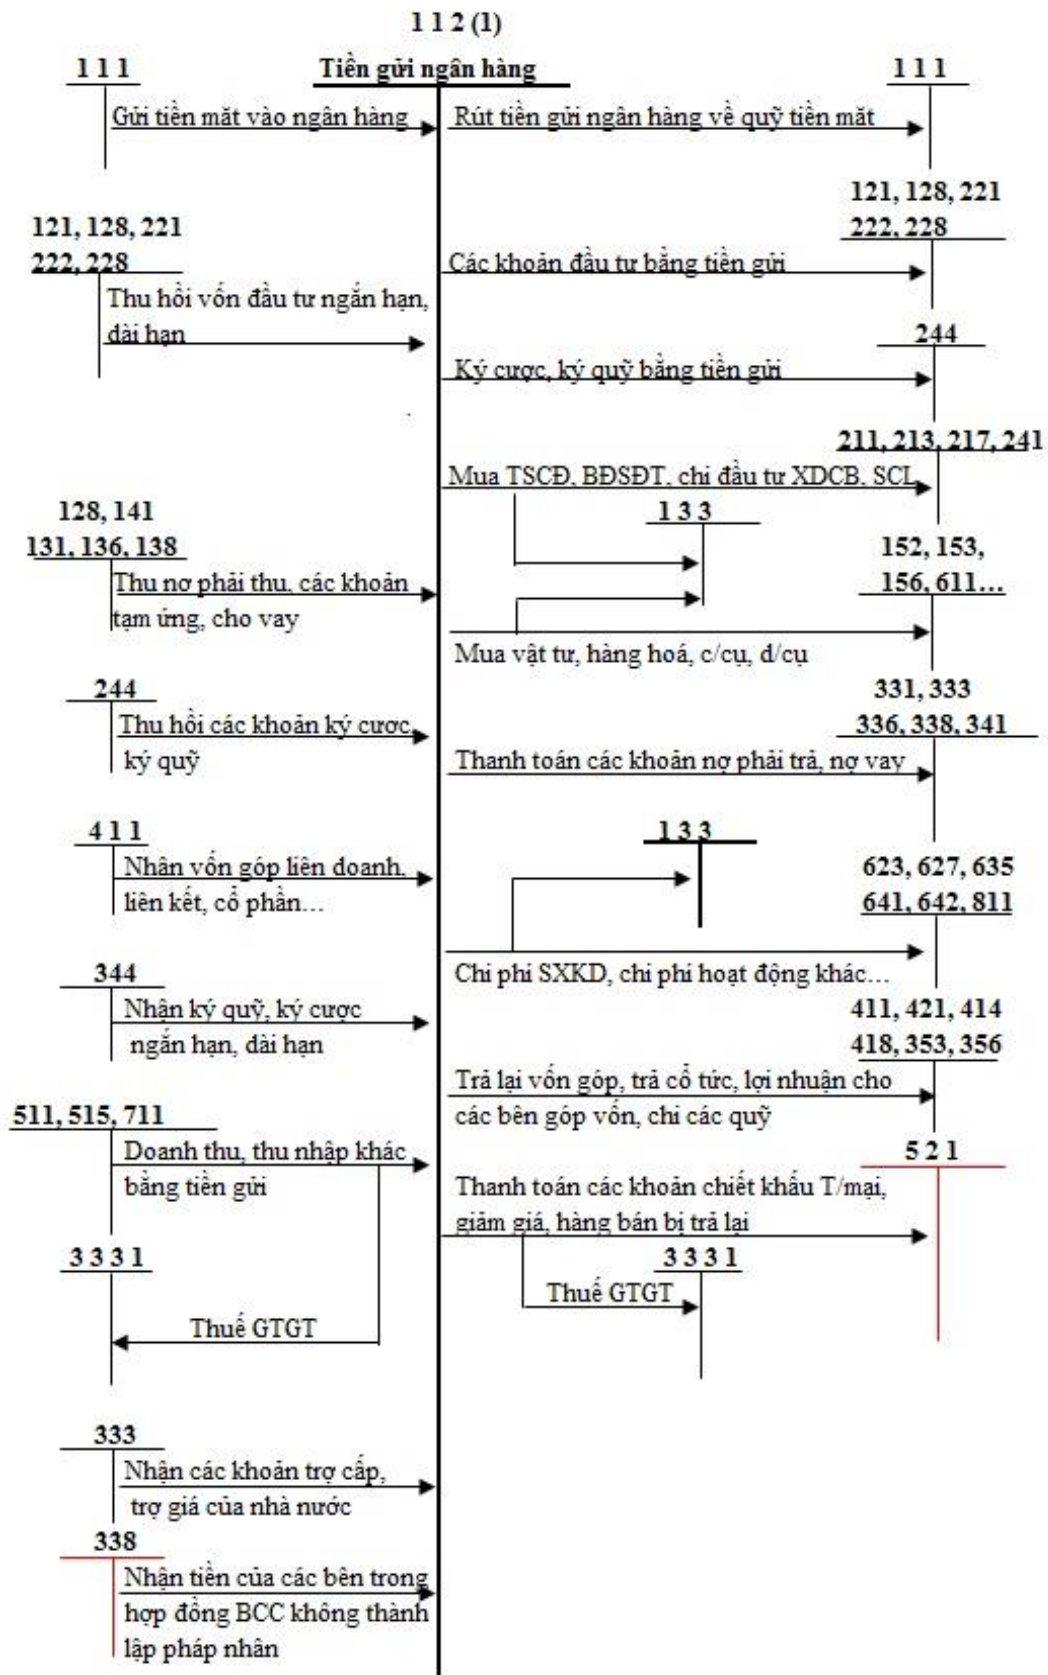 1 1 2 (1)
1 1 1
Tiền gửi ngân hàng
1 1 1
Gửi tiền măt vào ngân hàng
Rút tiền gửi ngân hàng về quỹ tiền măt
121, 128, 221
222, 228
121, 128, 221
222, 228
Các khoản đầu tư bằng tiền gửi
Thu hồi vốn đầu tư ngắn hạn,
dài hạn
244
Ký cược, ký quỹ bằng tiền gửi
211, 213, 217, 241
Mua TSCĐ, BĐSĐT, chi đầu tư XDCB, SCL
128, 141
131, 136, 138
1 3 3
152, 153,
156, 611...
Thu nơ phải thu, các khoản
tạm ứng, cho vay
Mua vật tư, hàng hoá, c/cụ, d/cụ
244
331, 333
336, 338, 341
Thu hồi các khoản ký cươc,
ký quỹ
Thanh toán các khoản nợ phải trả, nợ vay
4 1 1
1 3 3
Nhân vốn góp liên doanh,
liên kết, cổ phần...
623, 627, 635
641, 642, 811
344
Chi phí SXKD, chi phí hoạt động khác...
Nhận ký quỹ, ký cược
ngắn hạn, dài hạn
411, 421, 414
418, 353, 356
Trả lại vốn góp, trả cổ tức, lợi nhuận cho
các bên góp vốn, chi các quỹ
511, 515, 711
Doanh thu, thu nhập khác
bằng tiền gửi
5 2 1
Thanh toán các khoản chiết khấu T/mại,
giảm giá, hàng bán bị trả lại
3 3 3 1
3 3 3 1
Thuế GTGT
Thuế GTGT
333
Nhận các khoản trợ cấp,
trợ giá của nhà nước
338
Nhận tiền của các bên trong
hợp đồng BCC không thành
lập pháp nhân